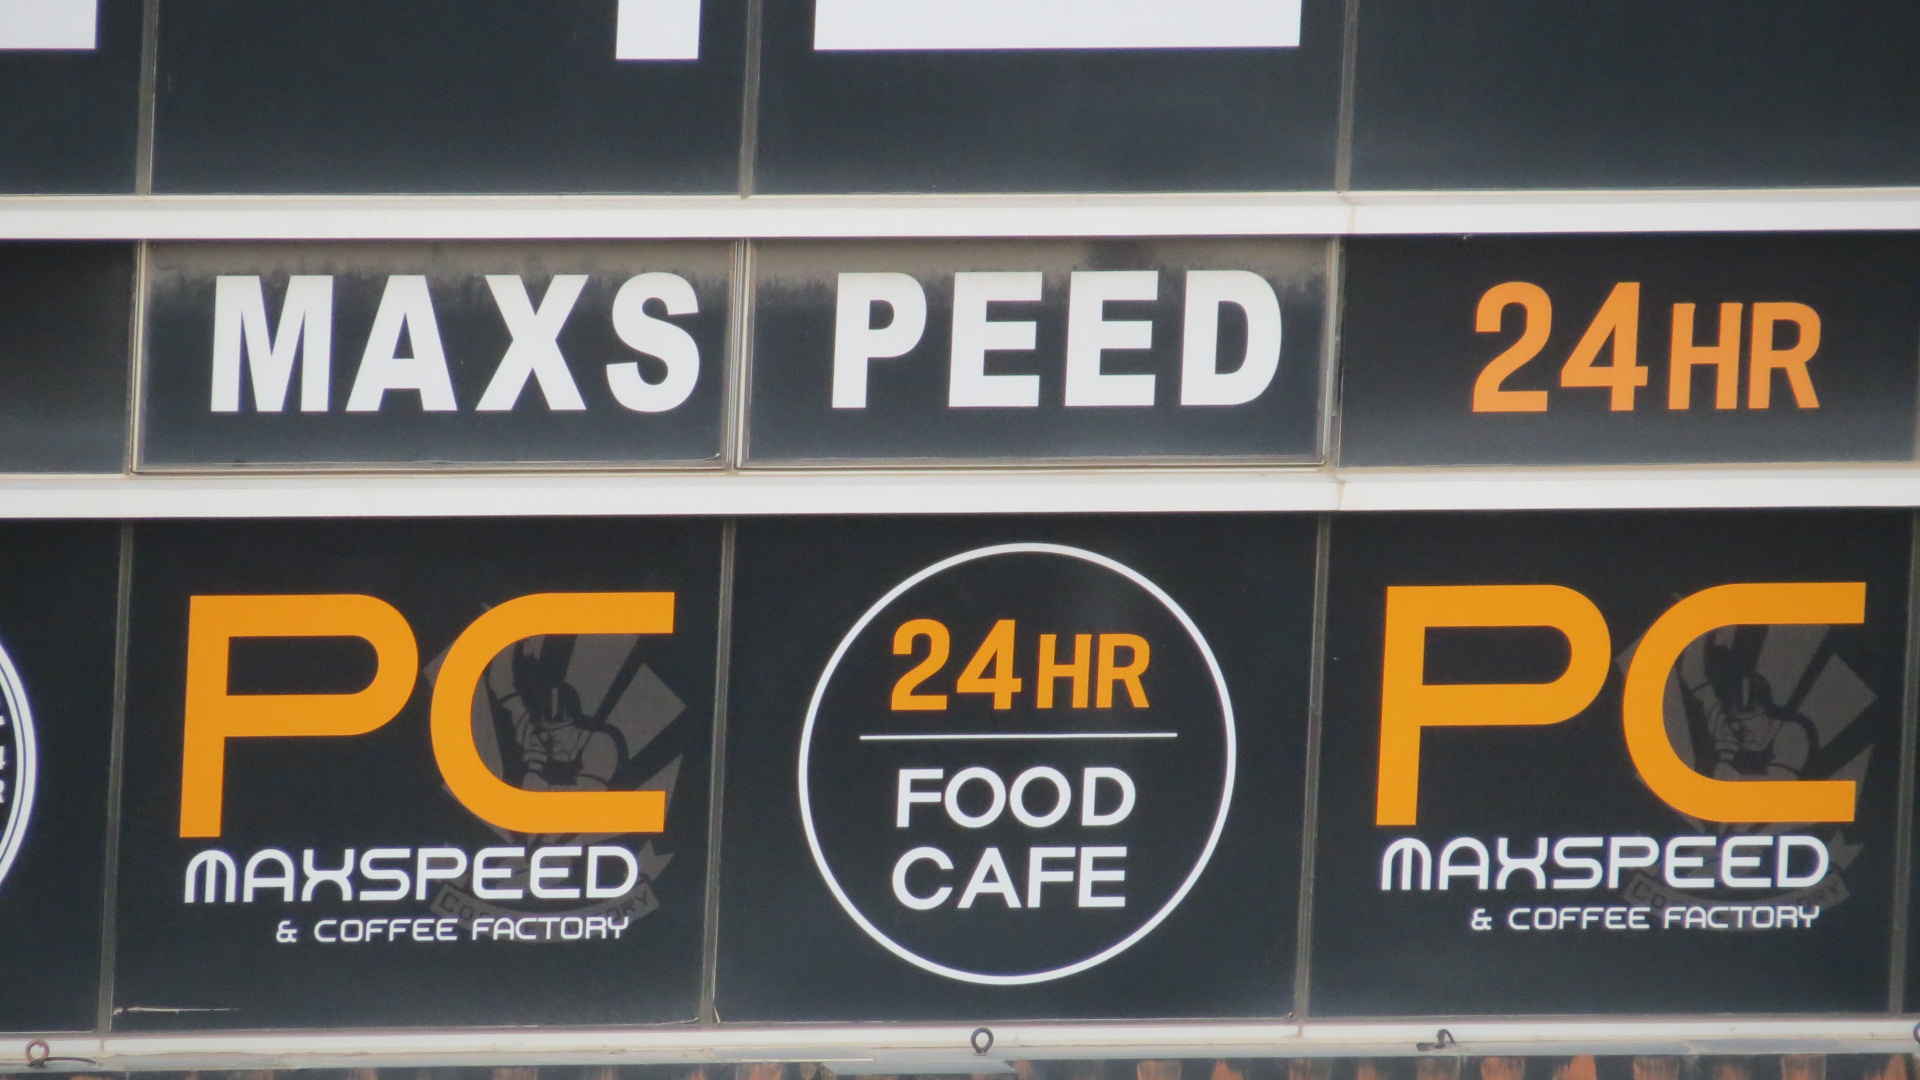 MAXS PEED 24HR
PC
MAXSPEED
& COFFEE FACTORY
24HR
FOOD
CAFE
PC
MAXSPEED
& COFFEE FACTORY